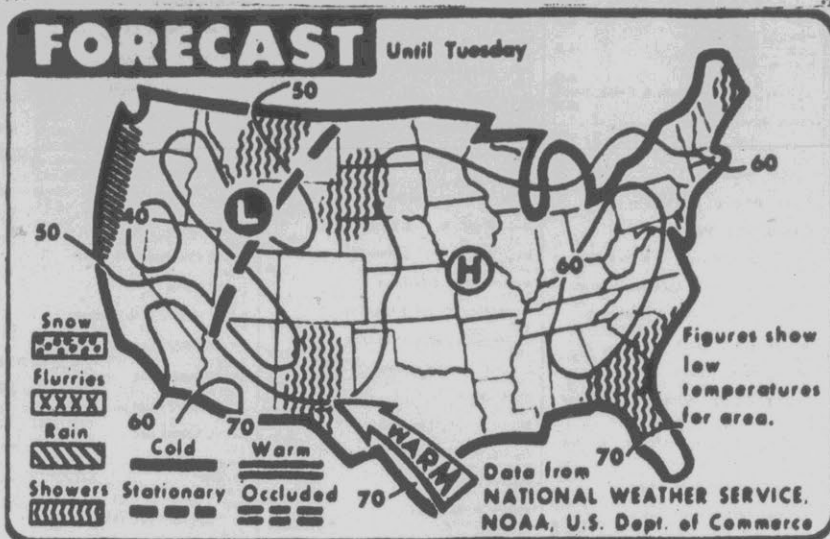 FORECAST Until Tuesday
50
60
L
40
50
H
60
Snow
Flurries
XXXX
Rain
Showers
60
70
Cold
Warm
Stationary
Occluded
WARM
70
70
Figures show
low
temperatures
for area.
Data from
NATIONAL WEATHER SERVICE,
NOAA, U.S. Dept. of Commerce